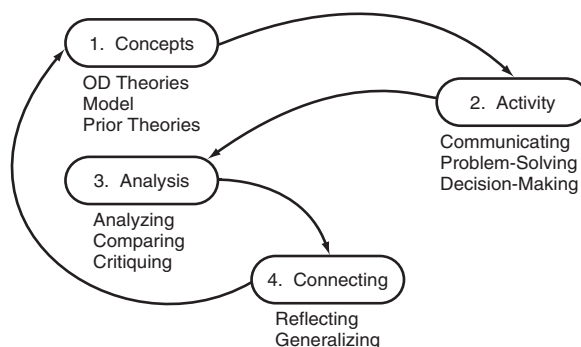 1. Concepts
OD Theories
Model
Prior Theories
2. Activity
Communicating
Problem-Solving
Decision-Making
3. Analysis
Analyzing
Comparing
Critiquing
4. Connecting
Reflecting
Generalizing